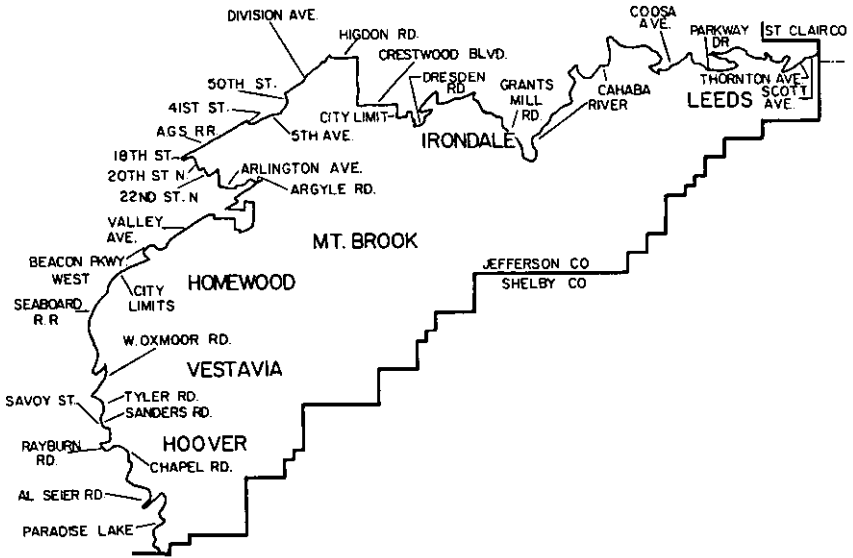 DIVISION AVE.
HIGDON RD.
CRESTWOOD BLVD.
COOSA
AVE.
PARKWAY
DR
ST CLAIR CO
50TH ST.
DRESDEN
RD
GRANTS
MILL
RD.
CAHABA
RIVER
THORNTON AVE.
SCOTT
AVE.
LEEDS
41ST ST.
CITY LIMIT
5TH AVE.
IRONDALE
AGS RR.
18TH ST.
20TH ST N.
22ND ST. N
ARLINGTON AVE.
ARGYLE RD.
VALLEY
AVE.
MT. BROOK
BEACON PKWY
WEST
JEFFERSON CO
SHELBY CO
HOMEWOOD
CITY
LIMITS
SEABOARD
R.R
W. OXMOOR RD.
VESTAVIA
SAVOY ST.
TYLER RD.
SANDERS RD.
RAYBURN
RD.
HOOVER
CHAPEL RD.
AL SEIER RD.
PARADISE LAKE